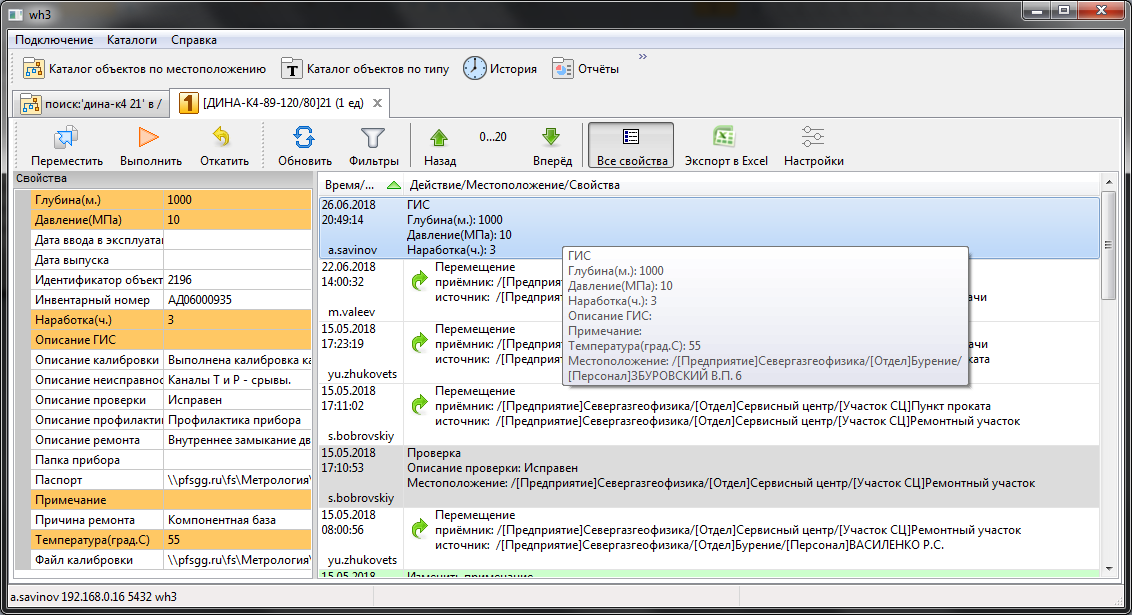 wh3
Подключение Каталоги Справка
Каталог объектов по местоположению Каталог объектов по типу История Отчёты »
поиск:'дина-к4 21' в / [ДИНА-К4-89-120/80]21 (1 ед)
Переместить Выполнить Откатить Обновить Фильтры Назад 0...20 Вперёд Все свойства Экспорт в Excel Настройки
Свойства
Глубина(м.) 1000
Давление(МПа) 10
Дата ввода в эксплуата
Дата выпуска
Идентификатор объект 2196
Инвентарный номер АД06000935
Наработка(ч.) 3
Описание ГИС
Описание калибровки Выполнена калибровка ка
Описание неисправнос Каналы Т и Р - срывы.
Описание проверки Исправен
Описание профилакти Профилактика прибора
Описание ремонта Внутреннее замыкание дв
Папка прибора
Паспорт \\pfsgg.ru\fs\Метрология\
Примечание
Причина ремонта Компонентная база
Температура(град.С) 55
Файл калибровки \\pfsgg.ru\fs\Метрология\
Время/... Действие/Местоположение/Свойства
26.06.2018 ГИС
20:49:14 Глубина(м.): 1000
Давление(МПа): 10
a.savinov Наработка(ч.): 3
22.06.2018 Перемещение
14:00:32 приёмник: /[Предприят
источник: /[Предприят ачи
m.valeev
15.05.2018 Перемещение
17:23:19 приёмник: /[Предприят ачи
источник: /[Предприят ката
yu.zhukovets
ГИС
Глубина(м.): 1000
Давление(МПа): 10
Наработка(ч.): 3
Описание ГИС:
Примечание:
Температура(град.С): 55
Местоположение: /[Предприятие]Севергазгеофизика/[Отдел]Бурение/
[Персонал]ЗБУРОВСКИЙ В.П. 6
15.05.2018 Перемещение
17:11:02 приёмник: /[Предприятие]Севергазгеофизика/[Отдел]Сервисный центр/[Участок СЦ]Пункт проката
источник: /[Предприятие]Севергазгеофизика/[Отдел]Сервисный центр/[Участок СЦ]Ремонтный участок
s.bobrovskiy
15.05.2018 Проверка
17:10:53 Описание проверки: Исправен
Местоположение: /[Предприятие]Севергазгеофизика/[Отдел]Сервисный центр/[Участок СЦ]Ремонтный участок
s.bobrovskiy
15.05.2018 Перемещение
08:00:56 приёмник: /[Предприятие]Севергазгеофизика/[Отдел]Сервисный центр/[Участок СЦ]Ремонтный участок
источник: /[Предприятие]Севергазгеофизика/[Отдел]Бурение/[Персонал]ВАСИЛЕНКО Р.С.
yu.zhukovets
15.05.2018 Изменить примечание
a.savinov 192.168.0.16 5432 wh3